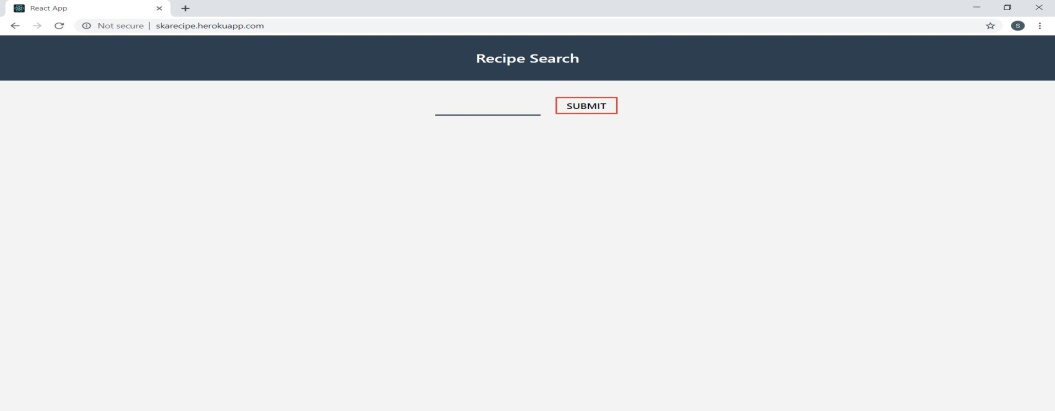 React App
Not secure | skarecipe.herokuapp.com
S
Recipe Search
SUBMIT